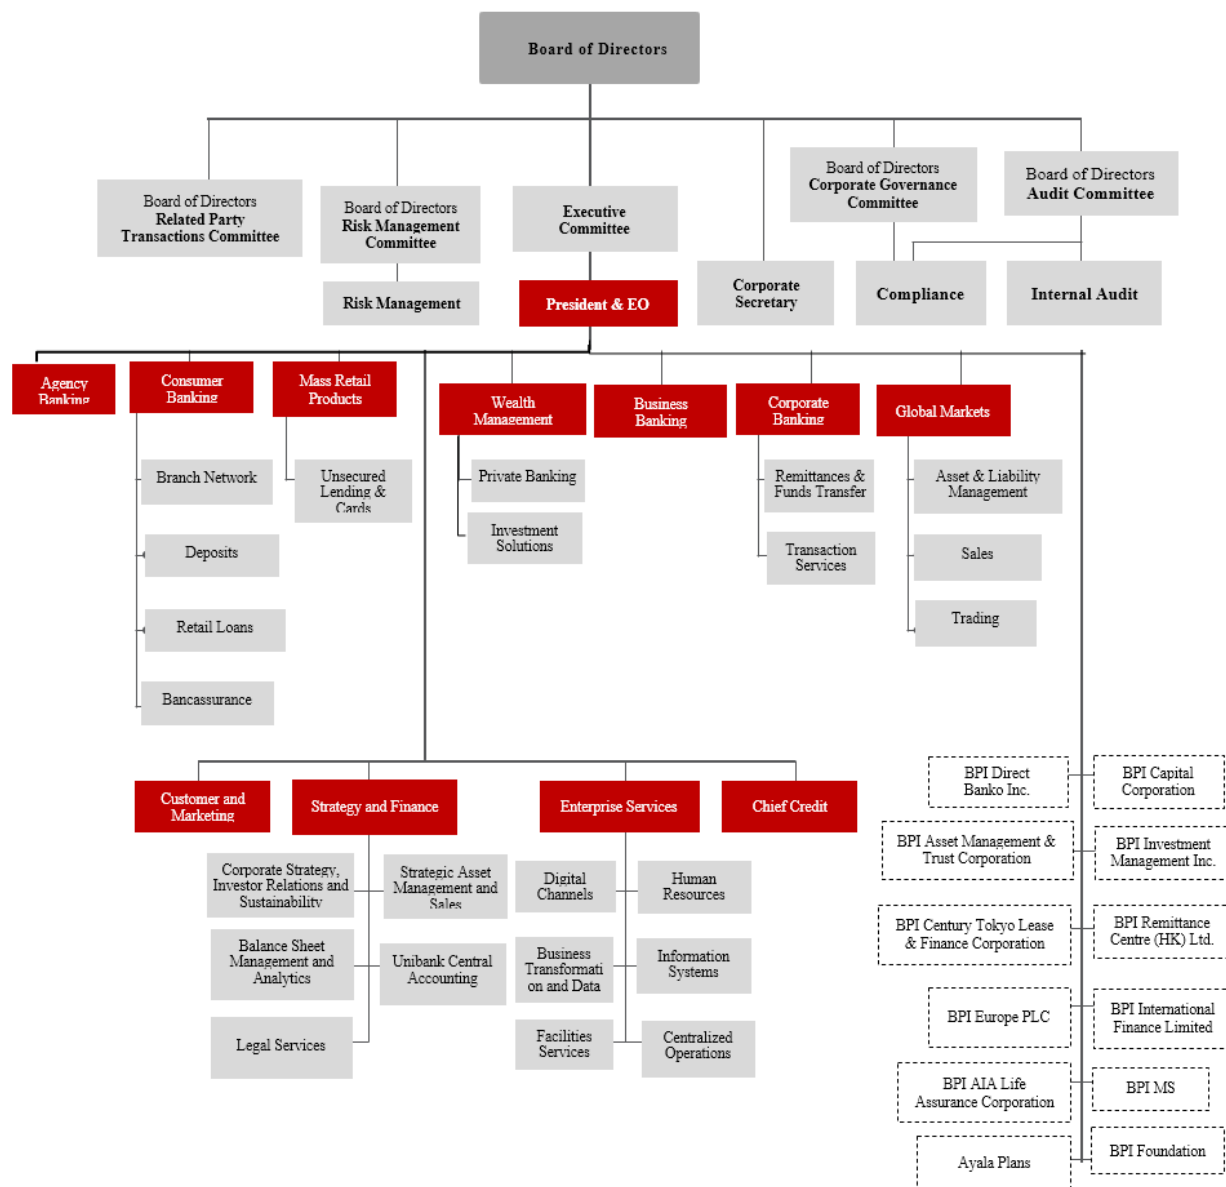 Board of Directors
Board of Directors
Related Party
Transactions Committee
Board of Directors
Risk Management
Committee
Executive
Committee
Board of Directors
Corporate Governance
Committee
Board of Directors
Audit Committee
Risk Management
President & EO
Corporate
Secretary
Compliance
Internal Audit
Agency
Banking
Consumer
Banking
Mass Retail
Products
Wealth
Management
Business
Banking
Corporate
Banking
Global Markets
Branch Network
Unsecured
Lending &
Cards
Private Banking
Remittances &
Funds Transfer
Asset & Liability
Management
Deposits
Investment
Solutions
Transaction
Services
Sales
Retail Loans
Trading
Bancassurance
Customer and
Marketing
Strategy and Finance
Enterprise Services
Chief Credit
BPI Direct
Banko Inc.
BPI Capital
Corporation
Corporate Strategy,
Investor Relations and
Sustainability
Strategic Asset
Management and
Sales
Digital
Channels
Human
Resources
BPI Asset Management &
Trust Corporation
BPI Investment
Management Inc.
Balance Sheet
Management and
Analytics
Unibank Central
Accounting
Business
Transformati
on and Data
Information
Systems
BPI Century Tokyo Lease
& Finance Corporation
BPI Remittance
Centre (HK) Ltd.
Legal Services
Facilities
Services
Centralized
Operations
BPI Europe PLC
BPI International
Finance Limited
BPI AIA Life
Assurance Corporation
BPI MS
Ayala Plans
BPI Foundation